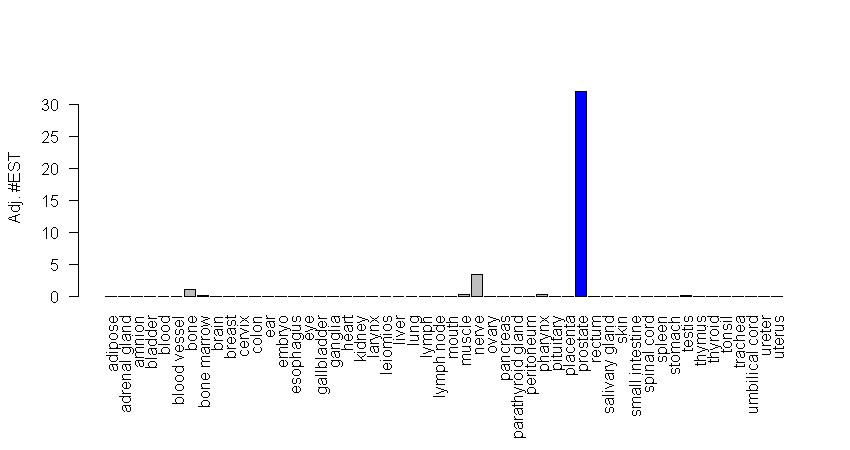 Adj. #EST
30
25
20
15
10
5
0
adipose
adrenal gland
amnion
bladder
blood
blood vessel
bone
bone marrow
brain
breast
cervix
colon
ear
embryo
esophagus
eye
gallbladder
ganglia
heart
kidney
larynx
leiomios
liver
lung
lymph
lymph node
mouth
muscle
nerve
ovary
pancreas
parathyroid gland
peritoneum
pharynx
pituitary
placenta
prostate
rectum
salivary gland
skin
small intestine
spinal cord
spleen
stomach
testis
thymus
thyroid
tonsil
trachea
umbilical cord
ureter
uterus